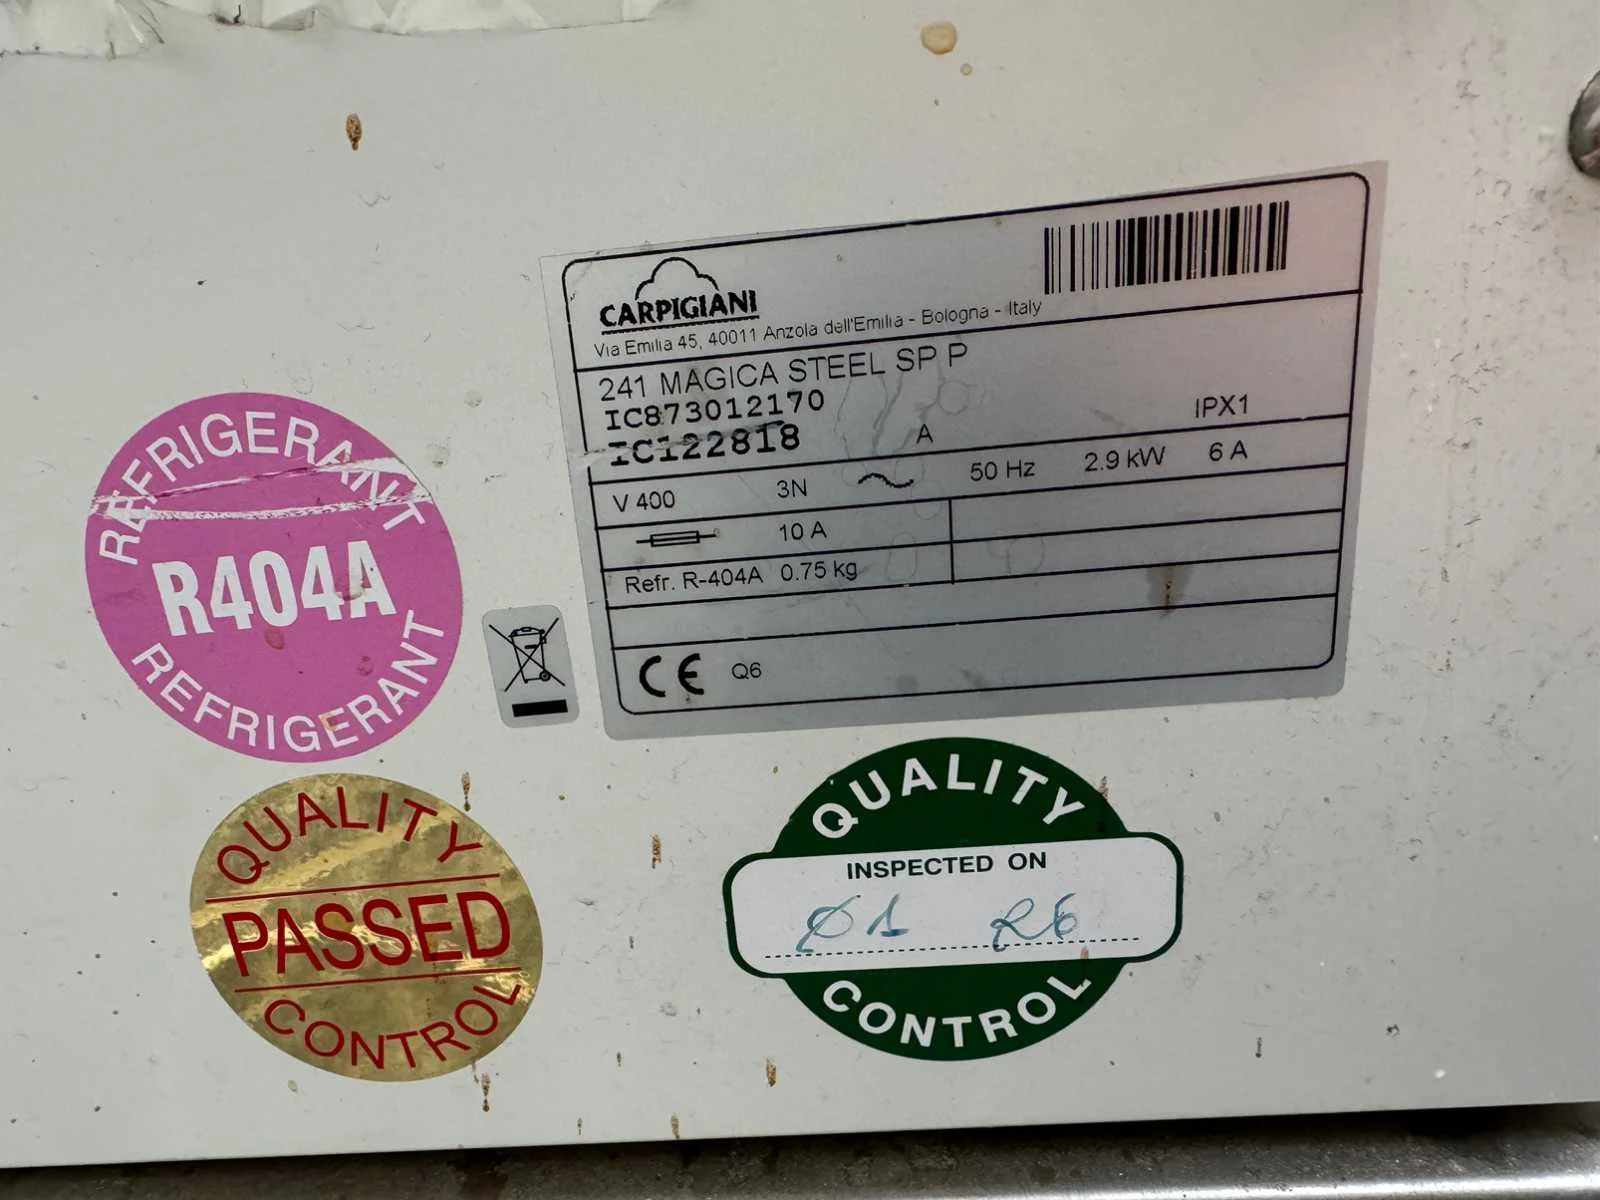 CARPIGIANI
Via Emilia 45, 40011 Anzola dell'Emilia - Bologna - Italy
241 MAGICA STEEL SP P
IC873012170
IPX1
IC122818
A
V 400 3N 50 Hz 2.9 kW 6 A
10 A
Refr. R-404A 0.75 kg
CE Q6
REFRIGERANT
R404A
REFRIGERANT
QUALITY
PASSED
CONTROL
QUALITY
INSPECTED ON
CONTROL